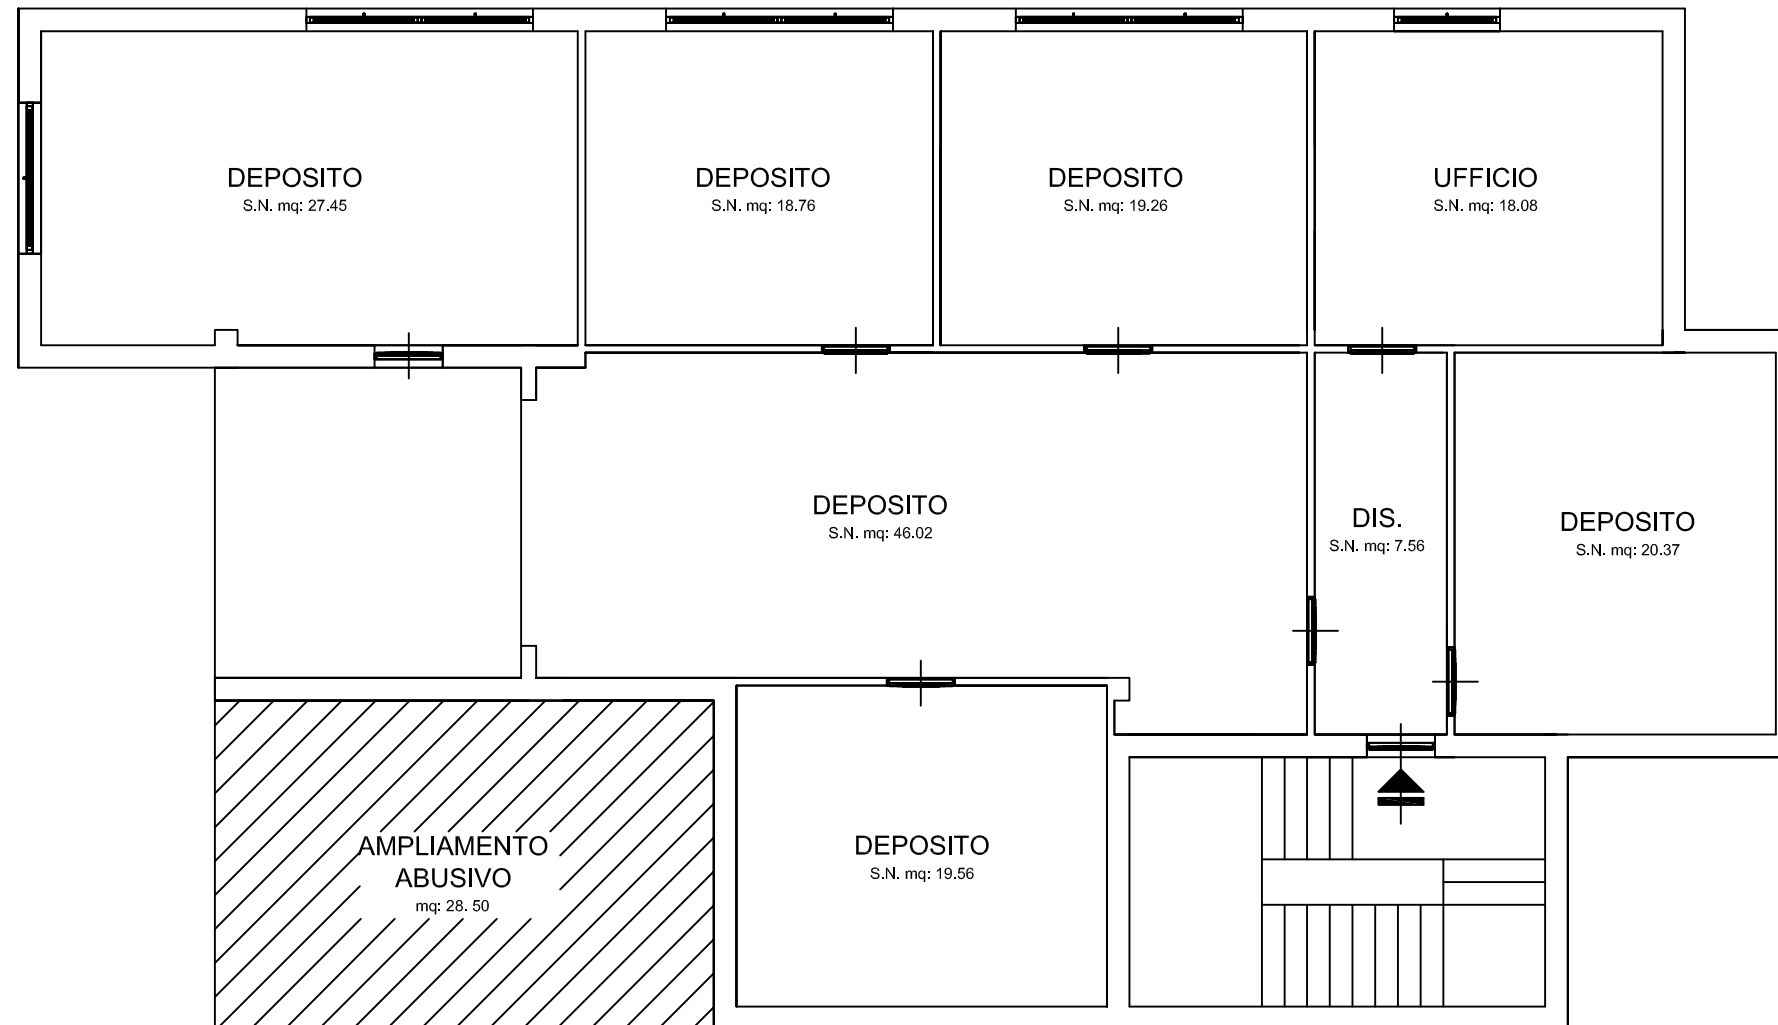 DEPOSITO
S.N. mq: 27.45
DEPOSITO
S.N. mq: 18.76
DEPOSITO
S.N. mq: 19.26
UFFICIO
S.N. mq: 18.08
DEPOSITO
S.N. mq: 46.02
DIS.
S.N. mq: 7.56
DEPOSITO
S.N. mq: 20.37
AMPLIAMENTO
ABUSIVO
mq: 28. 50
DEPOSITO
S.N. mq: 19.56